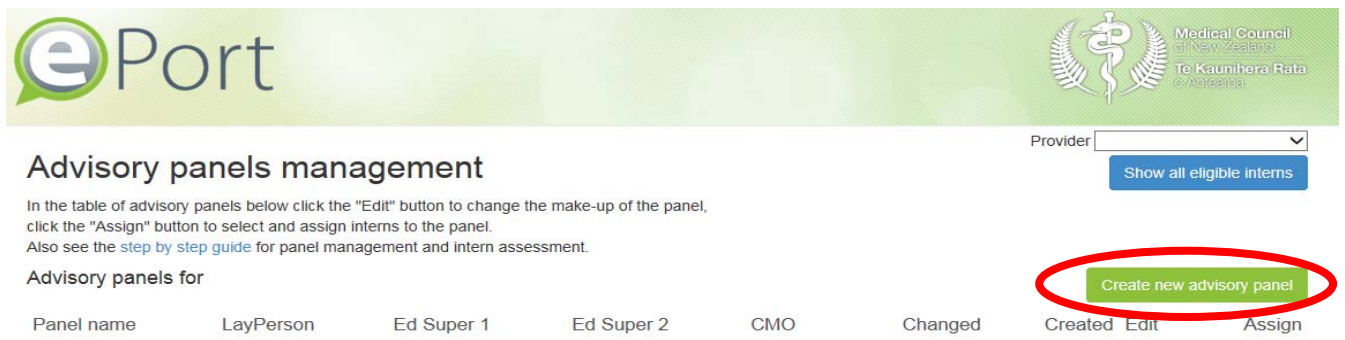 ePort
Medical Council
of New Zealand
Te Kaunihera Rata
o Aotearoa
Provider
Advisory panels management
Show all eligible interns
In the table of advisory panels below click the "Edit" button to change the make-up of the panel,
click the "Assign" button to select and assign interns to the panel.
Also see the step by step guide for panel management and intern assessment.
Advisory panels for
Create new advisory panel
Panel name LayPerson Ed Super 1 Ed Super 2 CMO Changed Created Edit Assign